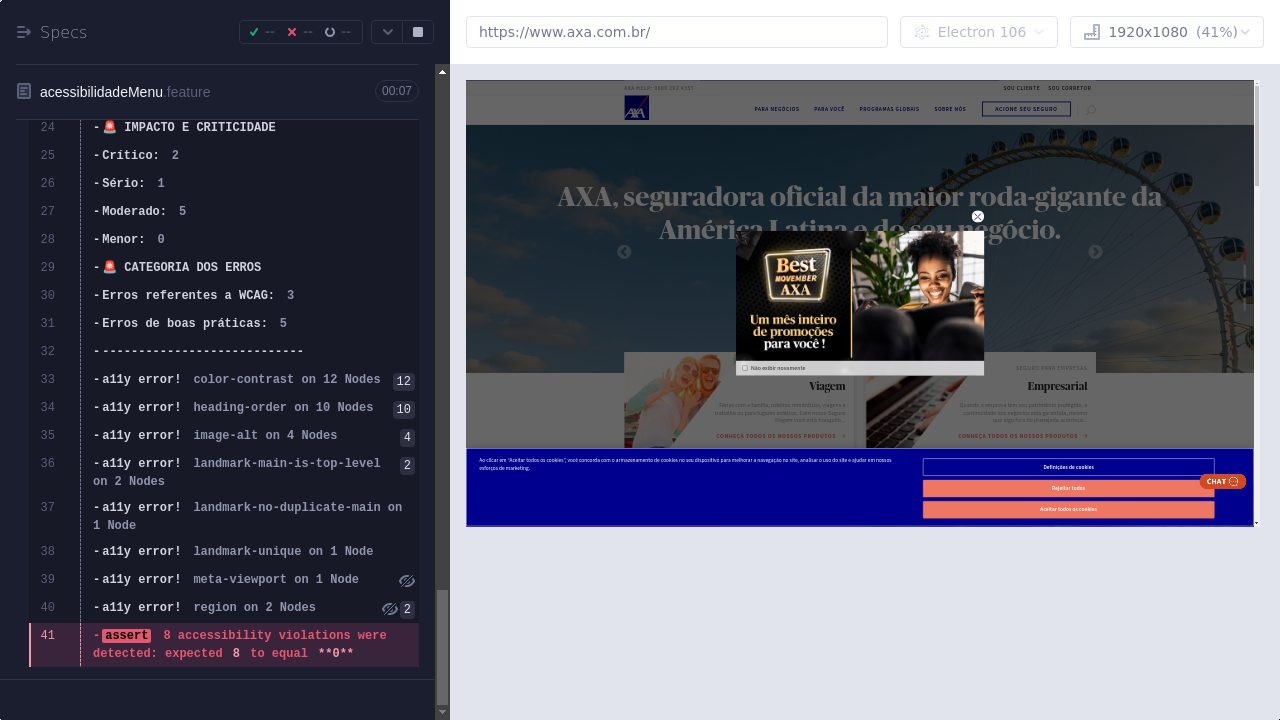 Specs
--
--
--
https://www.axa.com.br/
Electron 106
1920x1080 (41%)
acessibilidadeMenu.feature
00:07
24 -🚨 IMPACTO E CRITICIDADE
25 -Crítico: 2
26 -Sério: 1
27 -Moderado: 5
28 -Menor: 0
29 -🚨 CATEGORIA DOS ERROS
30 -Erros referentes a WCAG: 3
31 -Erros de boas práticas: 5
32 -----------------------------
33 -a11y error! color-contrast on 12 Nodes 12
34 -a11y error! heading-order on 10 Nodes 10
35 -a11y error! image-alt on 4 Nodes 4
36 -a11y error! landmark-main-is-top-level 2
on 2 Nodes
37 -a11y error! landmark-no-duplicate-main on
1 Node
38 -a11y error! landmark-unique on 1 Node
39 -a11y error! meta-viewport on 1 Node
40 -a11y error! region on 2 Nodes 2
41 -assert 8 accessibility violations were
detected: expected 8 to equal **0**
SOU CLIENTE SOU CORRETOR
AXA
PARA NEGÓCIOS PARA VOCÊ PROGRAMAS GLOBAIS SOBRE NÓS ACIONE SEU SEGURO
AXA, seguradora oficial da maior roda-gigante da
América Latina e do seu negócio.
Best
NOVEMBER
AXA
Um mês inteiro
de promoções
para você !
Não exibir novamente
SEGURO PARA EMPRESAS
Viagem
Empresarial
CONHEÇA TODOS OS NOSSOS PRODUTOS
CONHEÇA TODOS OS NOSSOS PRODUTOS
Ao clicar em "Aceitar todos os cookies", você concorda com o armazenamento de cookies no seu dispositivo para melhorar a navegação no site, analisar o uso do site e ajudar em nossos
esforços de marketing.
Definições de cookies
Rejeitar todos
Aceitar todos os cookies
CHAT